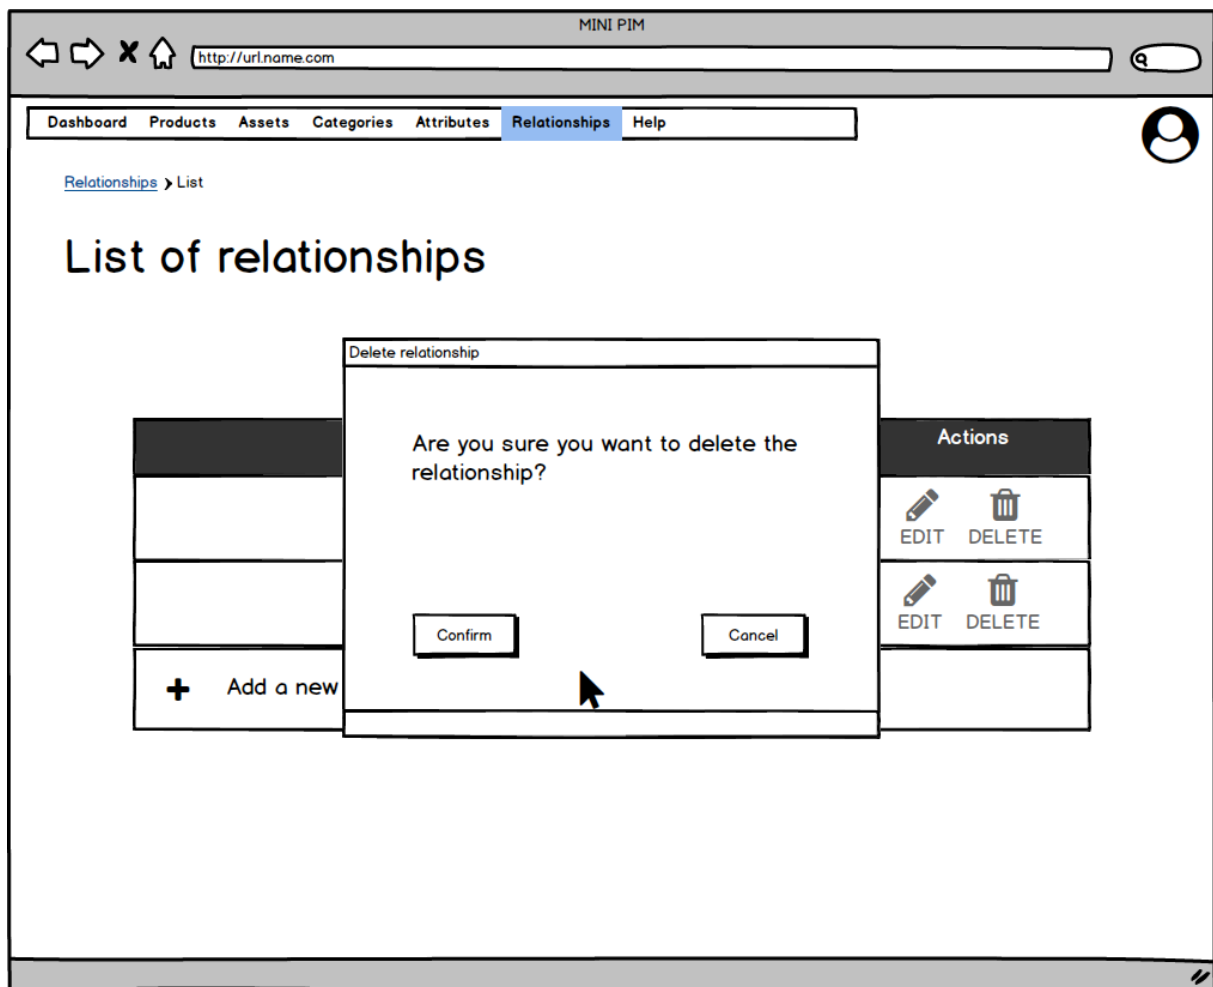 MINI PIM
http://url.name.com
Dashboard Products Assets Categories Attributes Relationships Help
Relationships > List
List of relationships
Delete relationship
Are you sure you want to delete the
relationship?
Actions
EDIT DELETE
EDIT DELETE
Confirm Cancel
Add a new